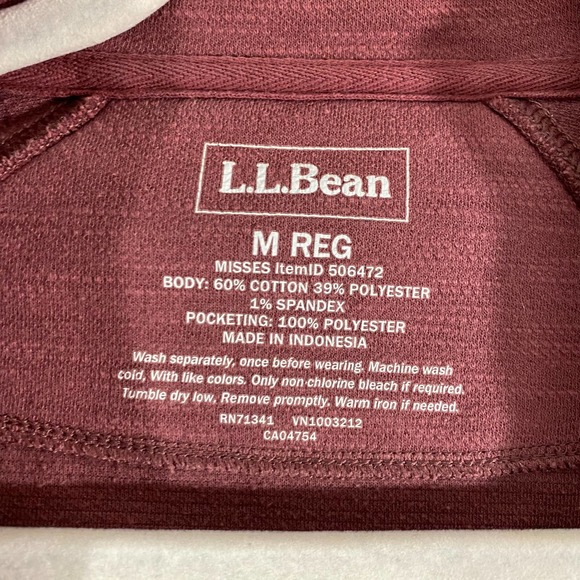 L.L.Bean
M REG
MISSES ItemID 506472
BODY: 60% COTTON 39% POLYESTER
1% SPANDEX
POCKETING: 100% POLYESTER
MADE IN INDONESIA
Wash separately, once before wearing. Machine wash
cold, With like colors. Only non chlorine bleach if required.
Tumble dry low, Remove promptly. Warm iron if needed.
RN71341 VN1003212
CA04754